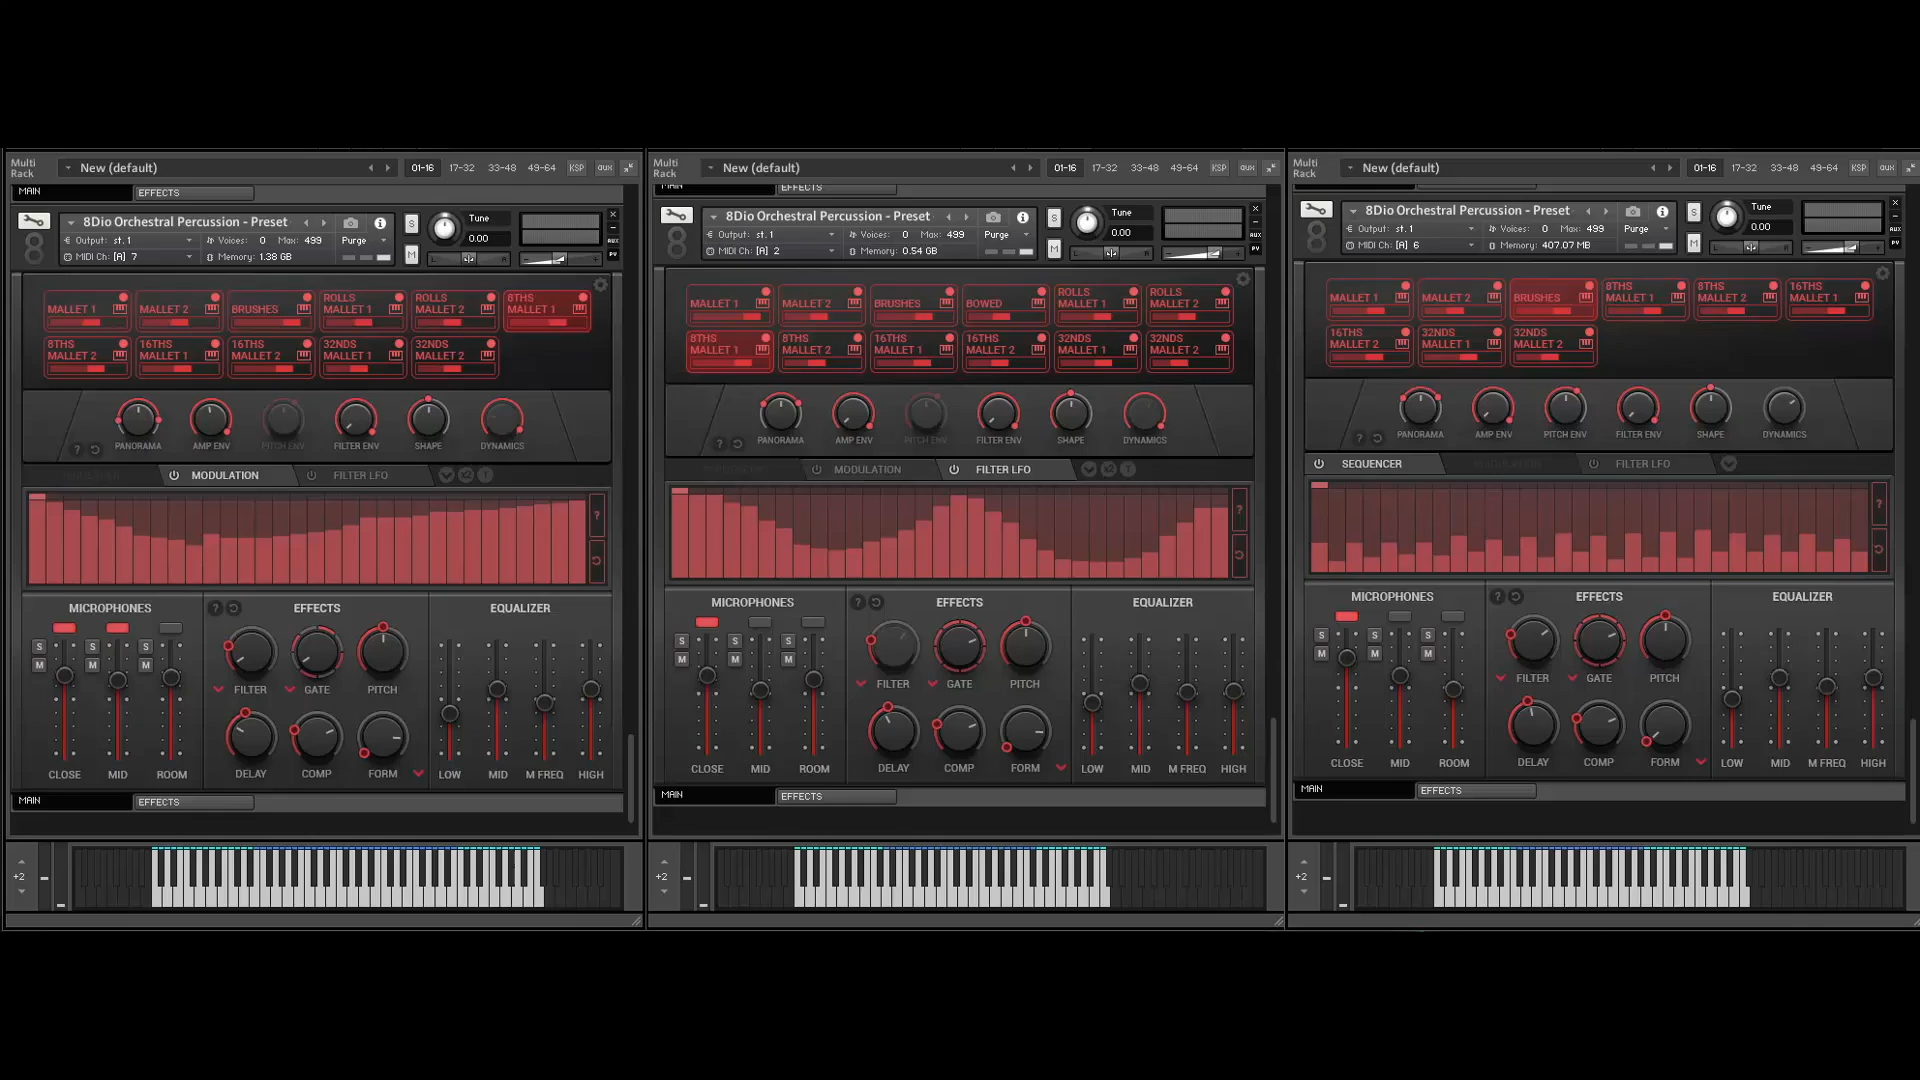 Multi
Rack
New (default)
01-16 17-32 33-48 49-64 KSP aux
MAIN EFFECTS
8Dio Orchestral Percussion - Preset
Output: st. 1 Voices: 0 Max: 499 Purge
MIDI Ch: [A] 7 Memory: 1.38 GB
S
M
Tune
0.00
L R
aux
PV
MALLET 1 MALLET 2 BRUSHES ROLLS MALLET 1 ROLLS MALLET 2 8THS MALLET 1
8THS MALLET 2 16THS MALLET 1 16THS MALLET 2 32NDS MALLET 1 32NDS MALLET 2
PANORAMA AMP ENV PITCH ENV FILTER ENV SHAPE DYNAMICS
MODULATION FILTER LFO x2 T
MICROPHONES EFFECTS EQUALIZER
S S S
M M M
FILTER GATE PITCH
DELAY COMP FORM
CLOSE MID ROOM LOW MID M FREQ HIGH
MAIN EFFECTS
+2
Multi
Rack
New (default)
01-16 17-32 33-48 49-64 KSP aux
MAIN EFFECTS
8Dio Orchestral Percussion - Preset
Output: st. 1 Voices: 0 Max: 499 Purge
MIDI Ch: [A] 2 Memory: 0.54 GB
S
M
Tune
0.00
aux
PV
MALLET 1 MALLET 2 BRUSHES BOWED ROLLS MALLET 1 ROLLS MALLET 2
8THS MALLET 1 8THS MALLET 2 16THS MALLET 1 16THS MALLET 2 32NDS MALLET 1 32NDS MALLET 2
PANORAMA AMP ENV PITCH ENV FILTER ENV SHAPE DYNAMICS
MODULATION FILTER LFO x2 T
MICROPHONES EFFECTS EQUALIZER
S S S
M M M
FILTER GATE PITCH
DELAY COMP FORM
CLOSE MID ROOM LOW MID M FREQ HIGH
MAIN EFFECTS
+2
Multi
Rack
New (default)
01-16 17-32 33-48 49-64 KSP aux
8Dio Orchestral Percussion - Preset
Output: st. 1 Voices: 0 Max: 499 Purge
MIDI Ch: [A] 6 Memory: 407.07 MB
S
M
Tune
0.00
aux
PV
MALLET 1 MALLET 2 BRUSHES 8THS MALLET 1 8THS MALLET 2 16THS MALLET 1
16THS MALLET 2 32NDS MALLET 1 32NDS MALLET 2
PANORAMA AMP ENV PITCH ENV FILTER ENV SHAPE DYNAMICS
SEQUENCER MODULATION FILTER LFO
MICROPHONES EFFECTS EQUALIZER
S S S
M M M
FILTER GATE PITCH
DELAY COMP FORM
CLOSE MID ROOM LOW MID M FREQ HIGH
MAIN EFFECTS
+2